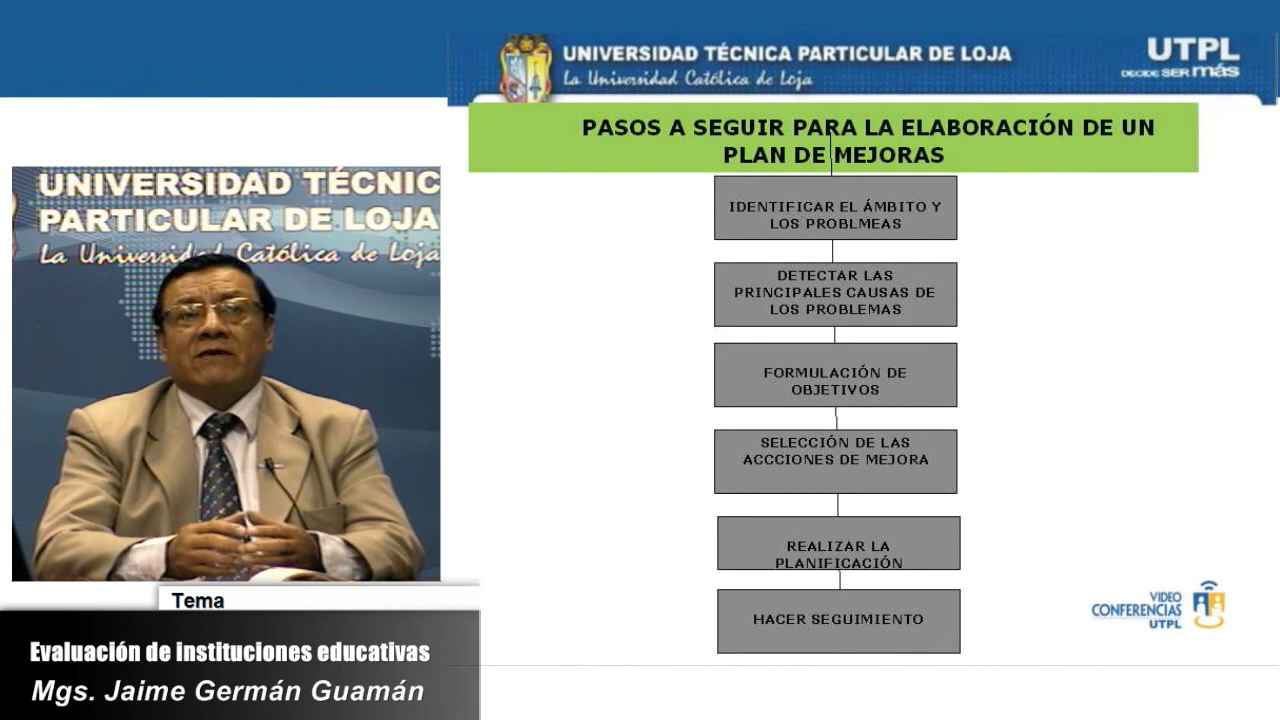 UNIVERSIDAD TÉCNICA PARTICULAR DE LOJA
La Universidad Católica de Loja
UTPL
DECIDE SER más
PASOS A SEGUIR PARA LA ELABORACIÓN DE UN
PLAN DE MEJORAS
IDENTIFICAR EL ÁMBITO Y
LOS PROBLMEAS
DETECTAR LAS
PRINCIPALES CAUSAS DE
LOS PROBLEMAS
FORMULACIÓN DE
OBJETIVOS
SELECCIÓN DE LAS
ACCCIONES DE MEJORA
REALIZAR LA
PLANIFICACIÓN
HACER SEGUIMIENTO
VIDEO
CONFERENCIAS
UTPL
UNIVERSIDAD TÉCNIC
PARTICULAR DE LOJA
La Universidad Católica de Loja
Tema
Evaluación de instituciones educativas
Mgs. Jaime Germán Guamán